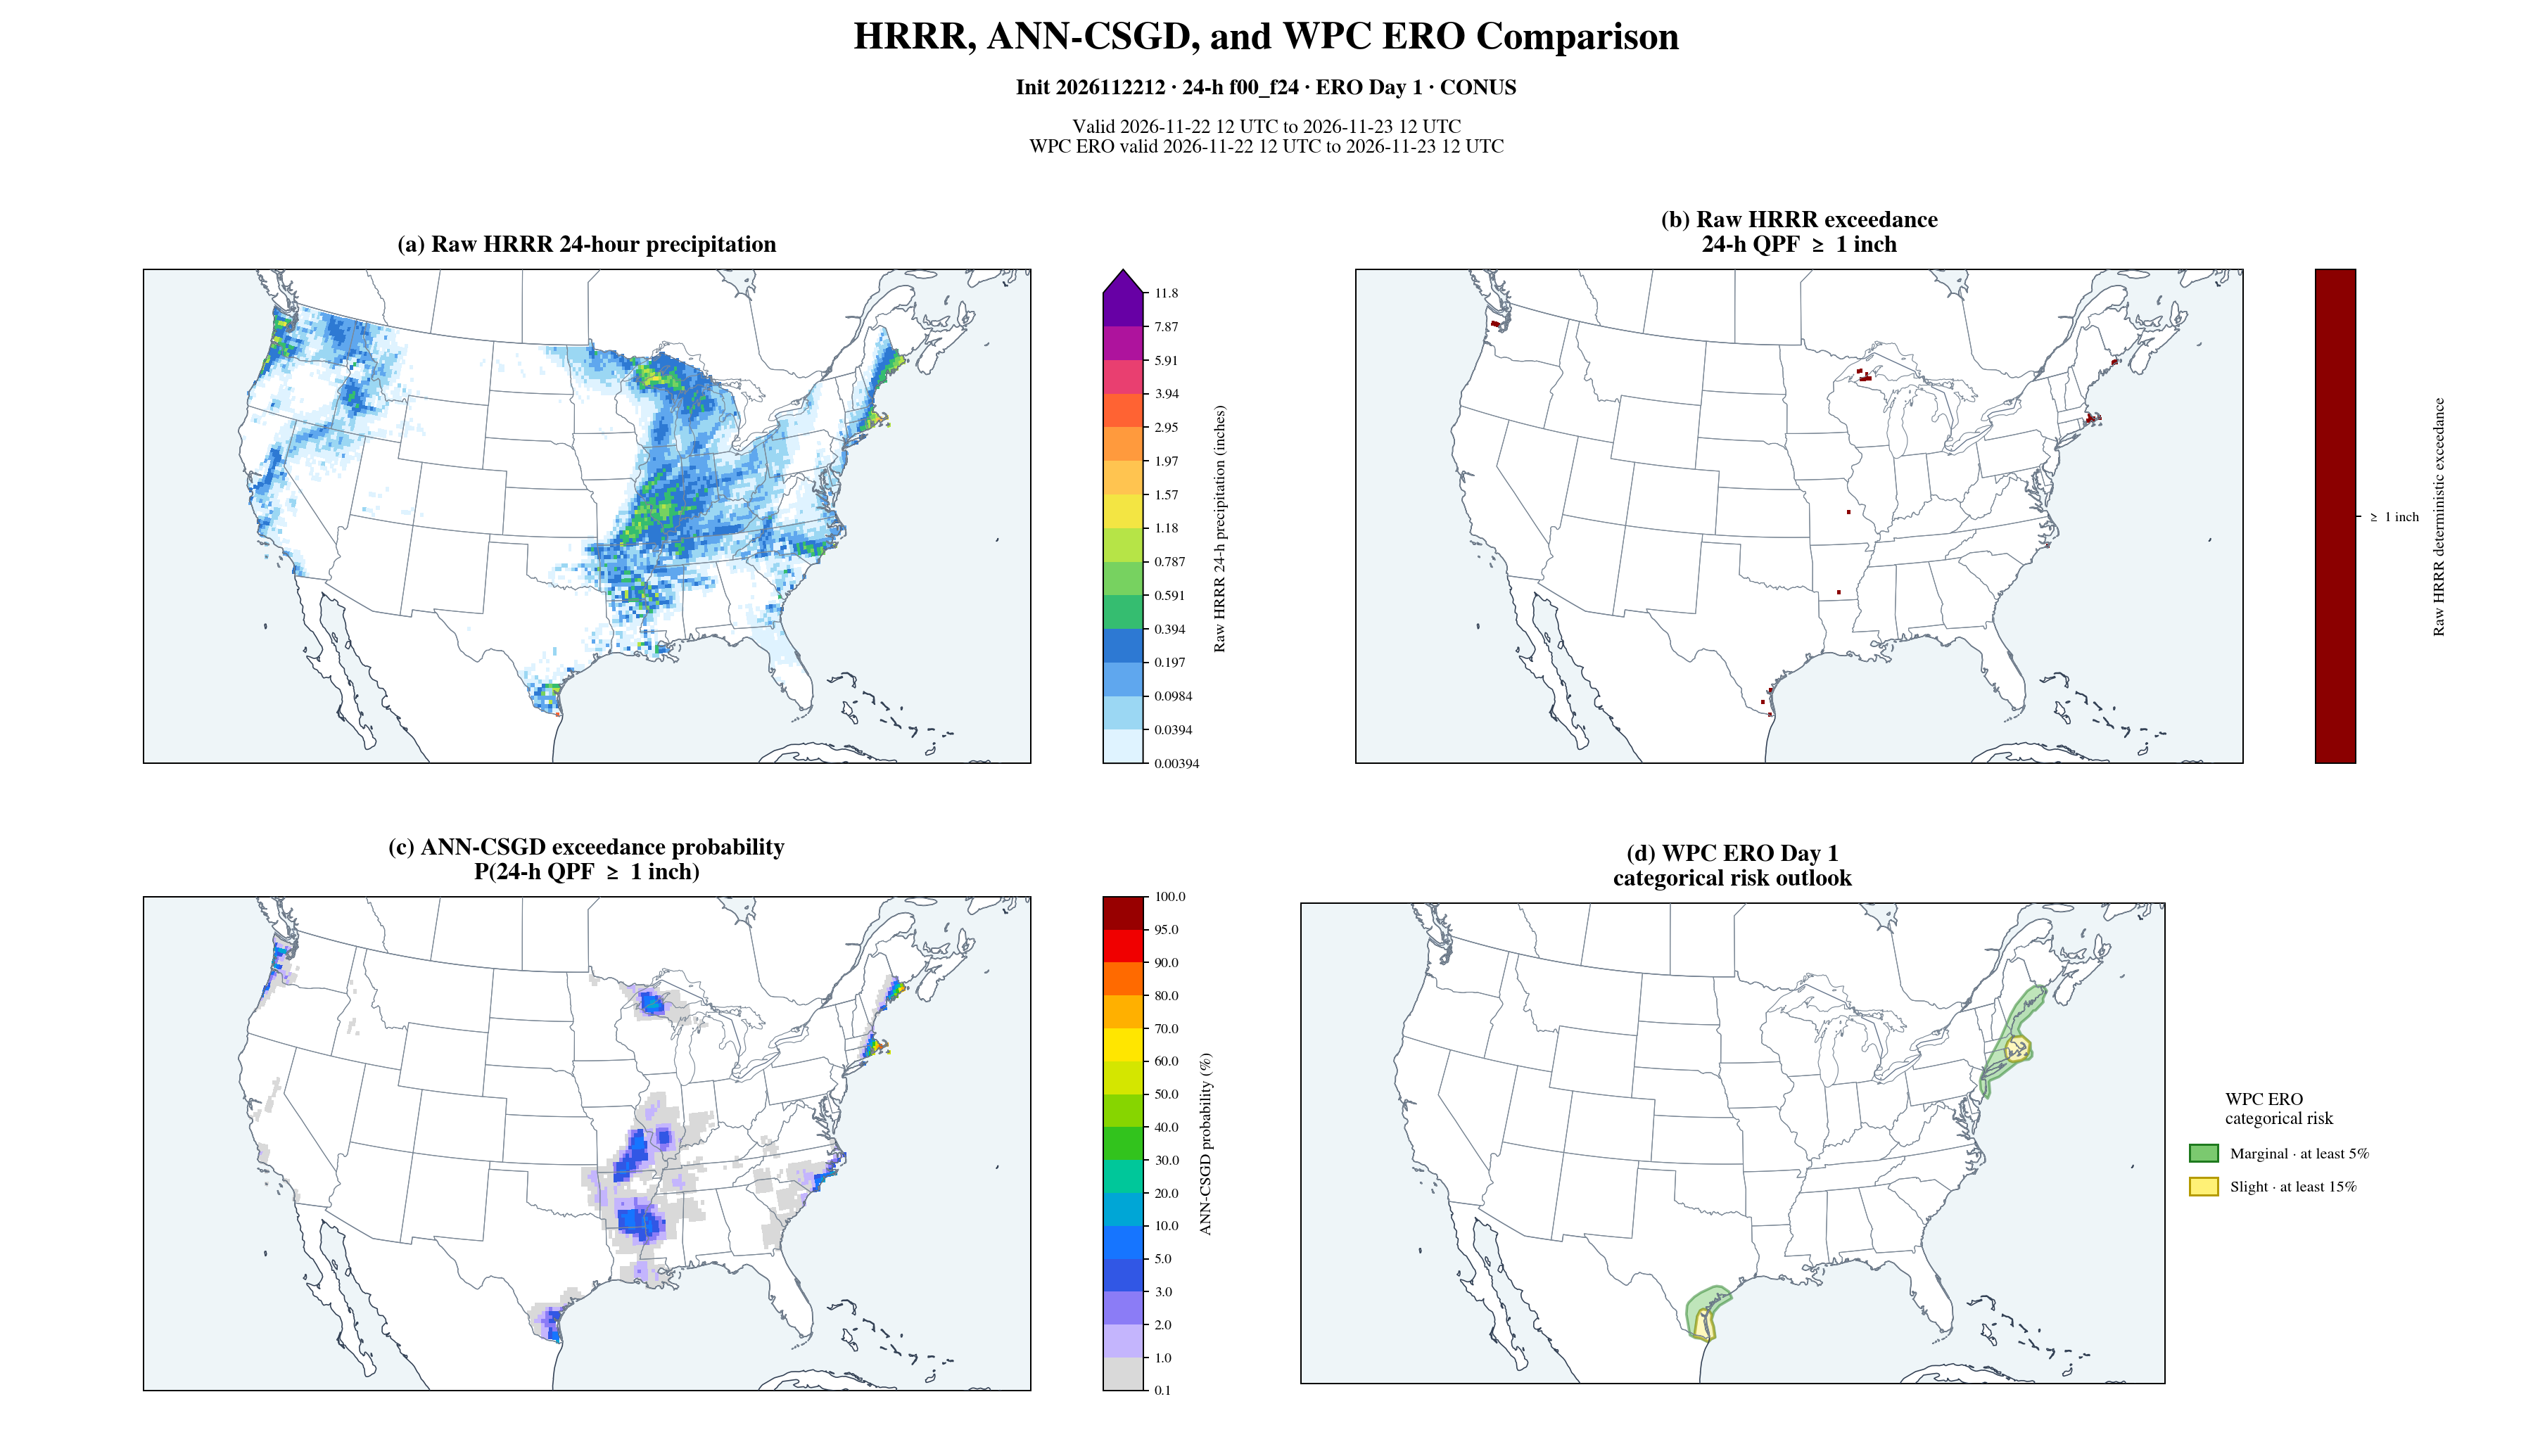 HRRR, ANN-CSGD, and WPC ERO Comparison
Init 2026112212 · 24-h f00_f24 · ERO Day 1 · CONUS
Valid 2026-11-22 12 UTC to 2026-11-23 12 UTC
WPC ERO valid 2026-11-22 12 UTC to 2026-11-23 12 UTC
(a) Raw HRRR 24-hour precipitation
11.8
7.87
5.91
3.94
2.95
1.97
1.57
1.18
0.787
0.591
0.394
0.197
0.0984
0.0394
0.00394
Raw HRRR 24-h precipitation (inches)
(b) Raw HRRR exceedance
24-h QPF ≥ 1 inch
≥ 1 inch
Raw HRRR deterministic exceedance
(c) ANN-CSGD exceedance probability
P(24-h QPF ≥ 1 inch)
100.0
95.0
90.0
80.0
70.0
60.0
50.0
40.0
30.0
20.0
10.0
5.0
3.0
2.0
1.0
0.1
ANN-CSGD probability (%)
(d) WPC ERO Day 1
categorical risk outlook
WPC ERO
categorical risk
Marginal · at least 5%
Slight · at least 15%